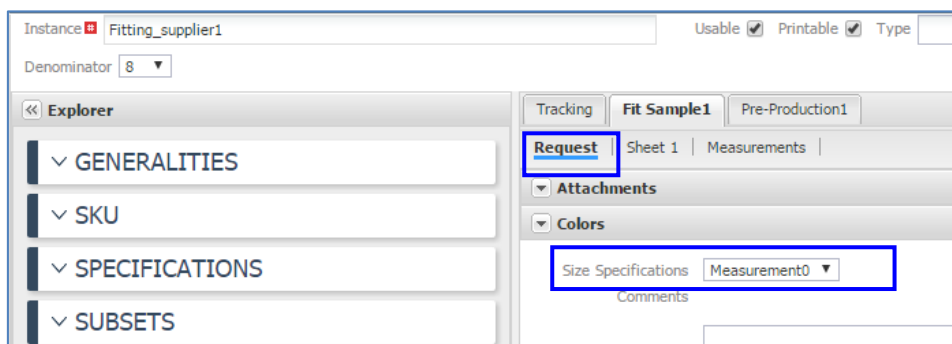 Instance Fitting_supplier1 Usable Printable Type
Denominator 8
Explorer
GENERALITIES
SKU
SPECIFICATIONS
SUBSETS
Tracking Fit Sample1 Pre-Production1
Request | Sheet 1 | Measurements |
Attachments
Colors
Size Specifications Measurement0
Comments